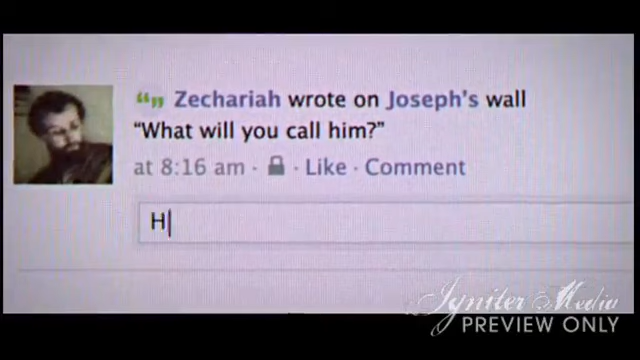 Zechariah wrote on Joseph's wall
“What will you call him?”
at 8:16 am · Like · Comment
H
Igniter Media
PREVIEW ONLY